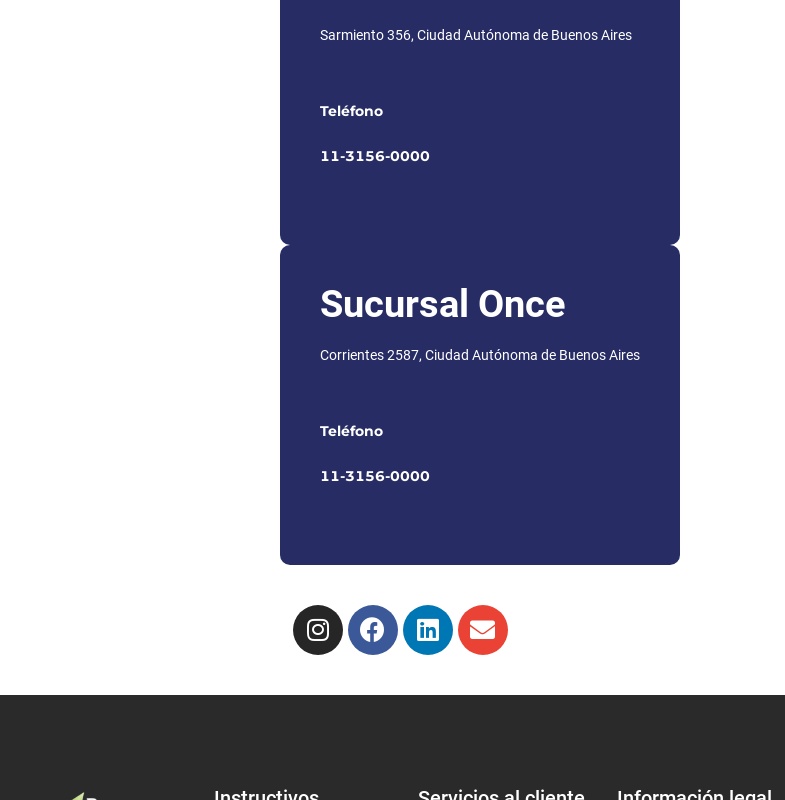 Sarmiento 356, Ciudad Autónoma de Buenos Aires
Teléfono
11-3156-0000
Sucursal Once
Corrientes 2587, Ciudad Autónoma de Buenos Aires
Teléfono
11-3156-0000
Instructivos
Servicios al cliente
Información legal